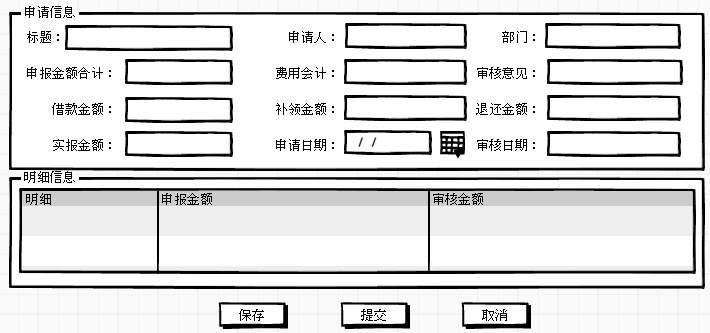 申请信息
标题： 申请人： 部门：
申报金额合计： 费用会计： 审核意见：
借款金额： 补领金额： 退还金额：
实报金额： 申请日期： / / 审核日期：
明细信息
明细 申报金额 审核金额
保存 提交 取消